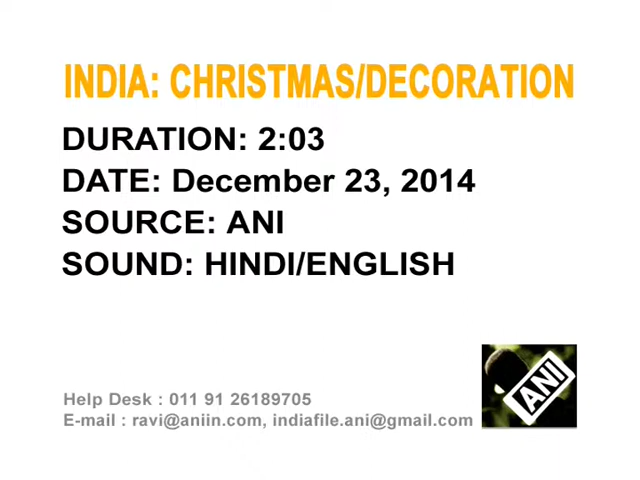 INDIA: CHRISTMAS/DECORATION
DURATION: 2:03
DATE: December 23, 2014
SOURCE: ANI
SOUND: HINDI/ENGLISH
Help Desk : 011 91 26189705
E-mail : ravi@aniin.com, indiafile.ani@gmail.com
ANI